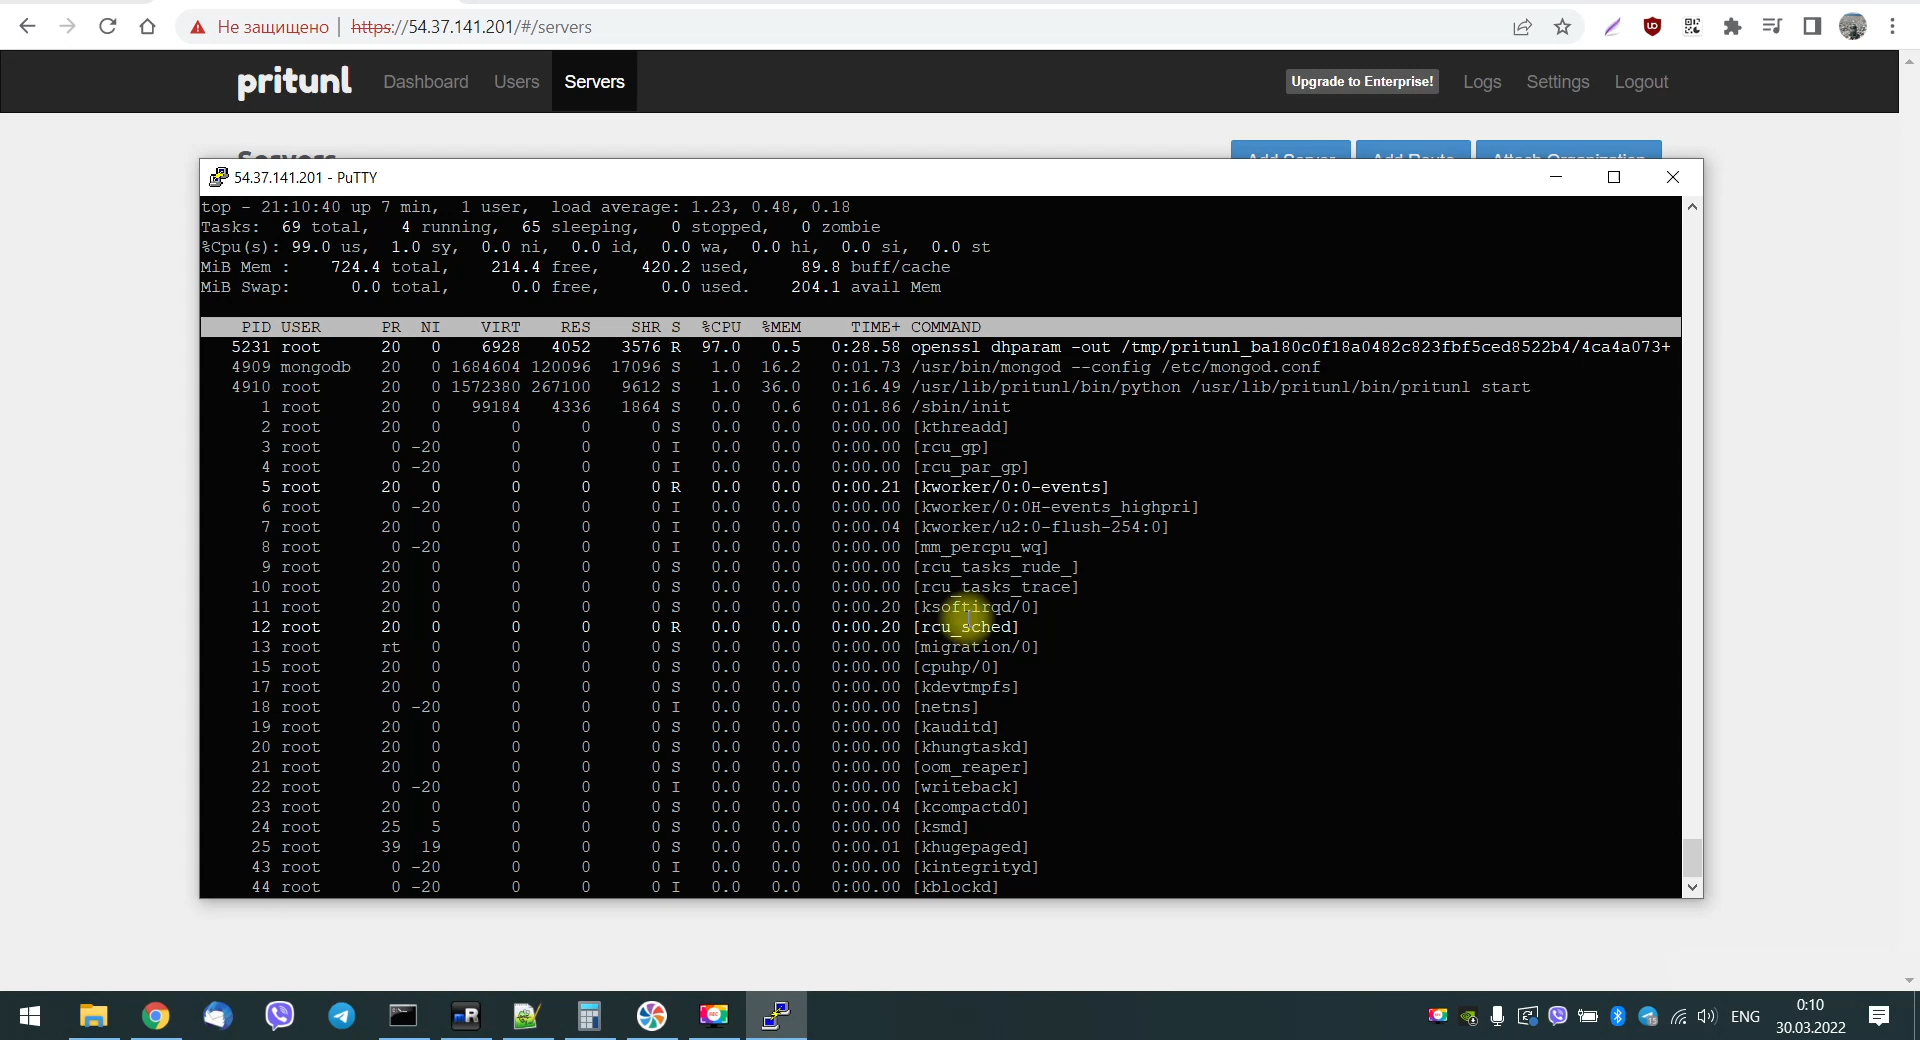 Не защищено | https://54.37.141.201/#/servers
pritunl Dashboard Users Servers Upgrade to Enterprise! Logs Settings Logout
Servers Add Server Add Route Attach Organization
54.37.141.201 - PuTTY
top - 21:10:40 up 7 min, 1 user, load average: 1.23, 0.48, 0.18
Tasks: 69 total, 4 running, 65 sleeping, 0 stopped, 0 zombie
%Cpu(s): 99.0 us, 1.0 sy, 0.0 ni, 0.0 id, 0.0 wa, 0.0 hi, 0.0 si, 0.0 st
MiB Mem : 724.4 total, 214.4 free, 420.2 used, 89.8 buff/cache
MiB Swap: 0.0 total, 0.0 free, 0.0 used. 204.1 avail Mem
PID USER PR NI VIRT RES SHR S %CPU %MEM TIME+ COMMAND
5231 root 20 0 6928 4052 3576 R 97.0 0.5 0:28.58 openssl dhparam -out /tmp/pritunl_ba180c0f18a0482c823fbf5ced8522b4/4ca4a073+
4909 mongodb 20 0 1684604 120096 17096 S 1.0 16.2 0:01.73 /usr/bin/mongod --config /etc/mongod.conf
4910 root 20 0 1572380 267100 9612 S 1.0 36.0 0:16.49 /usr/lib/pritunl/bin/python /usr/lib/pritunl/bin/pritunl start
1 root 20 0 99184 4336 1864 S 0.0 0.6 0:01.86 /sbin/init
2 root 20 0 0 0 0 S 0.0 0.0 0:00.00 [kthreadd]
3 root 0 -20 0 0 0 I 0.0 0.0 0:00.00 [rcu_gp]
4 root 0 -20 0 0 0 I 0.0 0.0 0:00.00 [rcu_par_gp]
5 root 20 0 0 0 0 R 0.0 0.0 0:00.21 [kworker/0:0-events]
6 root 0 -20 0 0 0 I 0.0 0.0 0:00.00 [kworker/0:0H-events_highpri]
7 root 20 0 0 0 0 I 0.0 0.0 0:00.04 [kworker/u2:0-flush-254:0]
8 root 0 -20 0 0 0 I 0.0 0.0 0:00.00 [mm_percpu_wq]
9 root 20 0 0 0 0 S 0.0 0.0 0:00.00 [rcu_tasks_rude_]
10 root 20 0 0 0 0 S 0.0 0.0 0:00.00 [rcu_tasks_trace]
11 root 20 0 0 0 0 S 0.0 0.0 0:00.20 [ksoftirqd/0]
12 root 20 0 0 0 0 R 0.0 0.0 0:00.20 [rcu_sched]
13 root rt 0 0 0 0 S 0.0 0.0 0:00.00 [migration/0]
15 root 20 0 0 0 0 S 0.0 0.0 0:00.00 [cpuhp/0]
17 root 20 0 0 0 0 S 0.0 0.0 0:00.00 [kdevtmpfs]
18 root 0 -20 0 0 0 I 0.0 0.0 0:00.00 [netns]
19 root 20 0 0 0 0 S 0.0 0.0 0:00.00 [kauditd]
20 root 20 0 0 0 0 S 0.0 0.0 0:00.00 [khungtaskd]
21 root 20 0 0 0 0 S 0.0 0.0 0:00.00 [oom_reaper]
22 root 0 -20 0 0 0 I 0.0 0.0 0:00.00 [writeback]
23 root 20 0 0 0 0 S 0.0 0.0 0:00.04 [kcompactd0]
24 root 25 5 0 0 0 S 0.0 0.0 0:00.00 [ksmd]
25 root 39 19 0 0 0 S 0.0 0.0 0:00.01 [khugepaged]
43 root 0 -20 0 0 0 I 0.0 0.0 0:00.00 [kintegrityd]
44 root 0 -20 0 0 0 I 0.0 0.0 0:00.00 [kblockd]
ENG 0:10
30.03.2022